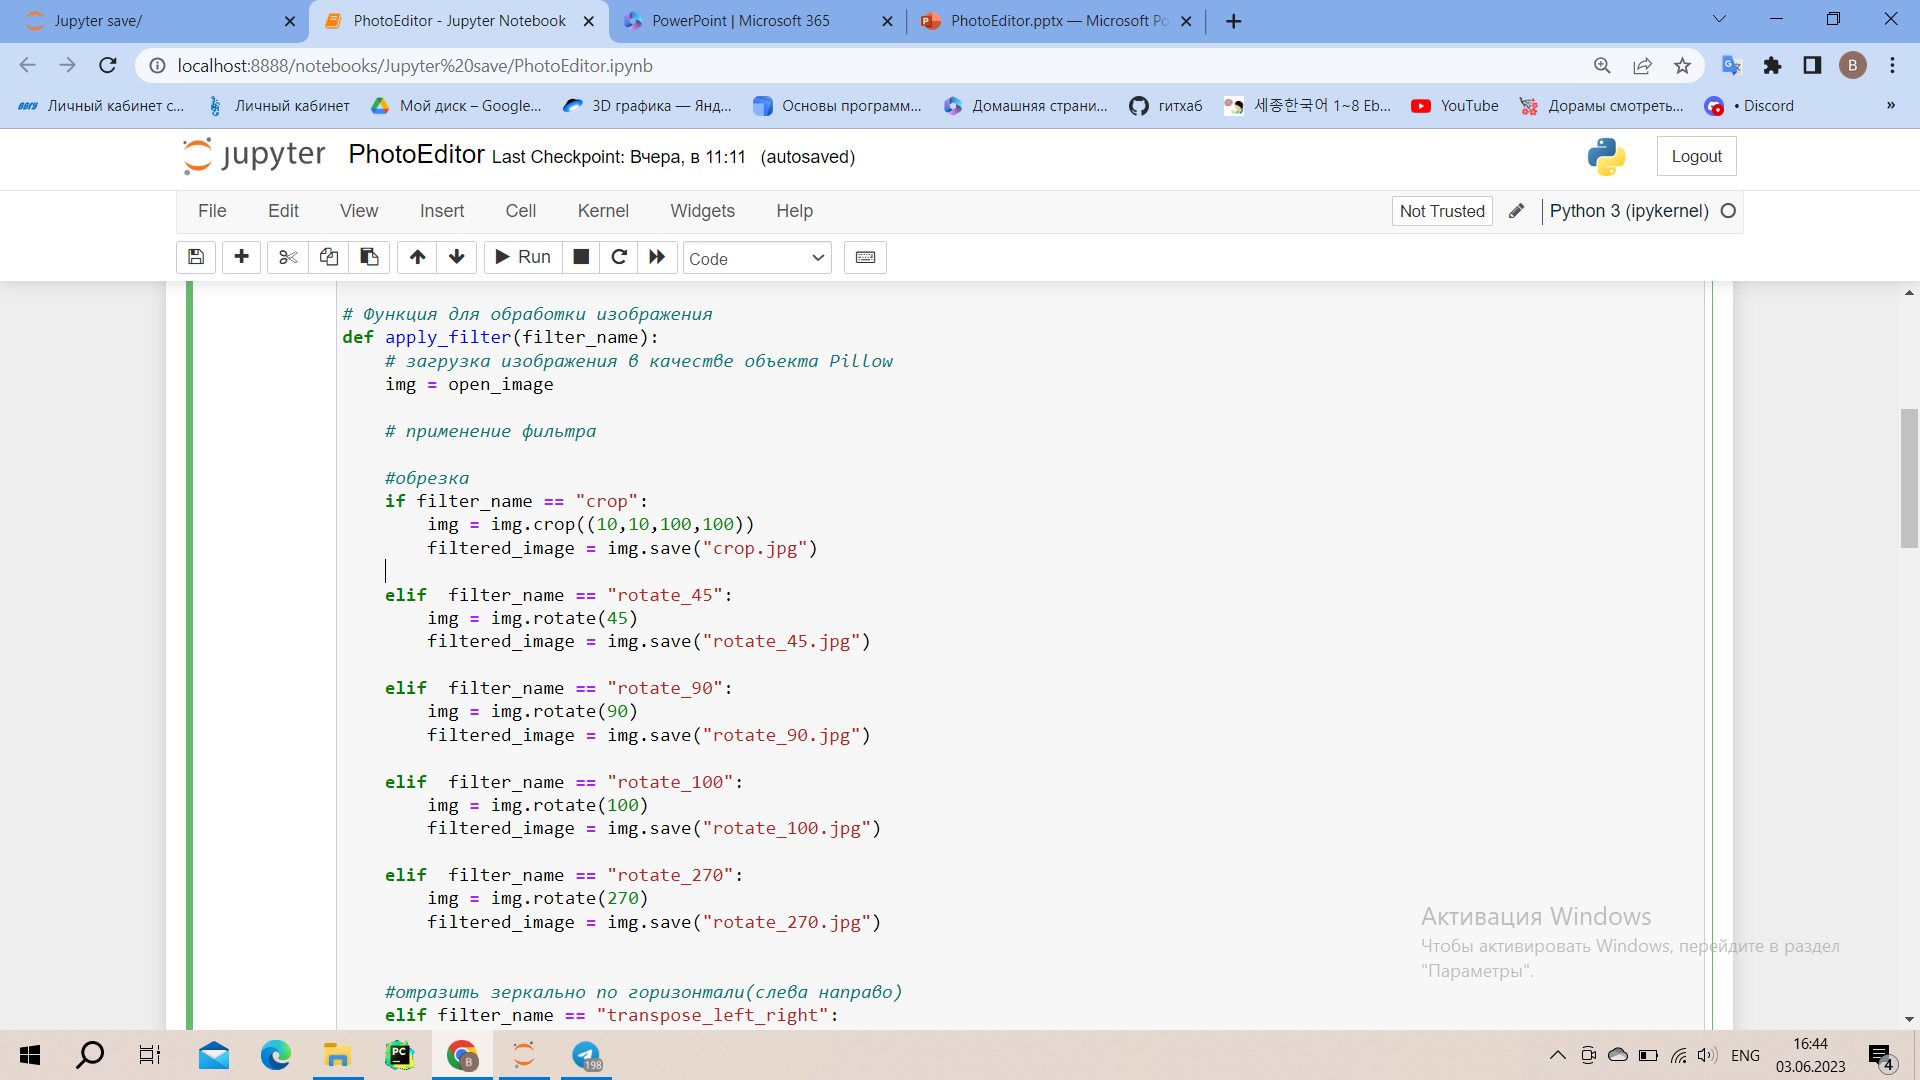 Jupyter save/
PhotoEditor - Jupyter Notebook
PowerPoint | Microsoft 365
PhotoEditor.pptx — Microsoft Po
localhost:8888/notebooks/Jupyter%20save/PhotoEditor.ipynb
B
Личный кабинет с...
Личный кабинет
Мой диск – Google...
3D графика — Янд...
Основы программ...
Домашняя страни...
гитхаб
세종한국어 1~8 Eb...
YouTube
Дорамы смотреть...
• Discord
»
jupyter
PhotoEditor
Last Checkpoint: Вчера, в 11:11 (autosaved)
Logout
File
Edit
View
Insert
Cell
Kernel
Widgets
Help
Not Trusted
Python 3 (ipykernel)
Run
Code
# Функция для обработки изображения
def apply_filter(filter_name):
# загрузка изображения в качестве объекта Pillow
img = open_image
# применение фильтра
#обрезка
if filter_name == "crop":
img = img.crop((10,10,100,100))
filtered_image = img.save("crop.jpg")
elif  filter_name == "rotate_45":
img = img.rotate(45)
filtered_image = img.save("rotate_45.jpg")
elif  filter_name == "rotate_90":
img = img.rotate(90)
filtered_image = img.save("rotate_90.jpg")
elif  filter_name == "rotate_100":
img = img.rotate(100)
filtered_image = img.save("rotate_100.jpg")
elif  filter_name == "rotate_270":
img = img.rotate(270)
filtered_image = img.save("rotate_270.jpg")
#отразить зеркально по горизонтали(слева направо)
elif filter_name == "transpose_left_right":
Активация Windows
Чтобы активировать Windows, перейдите в раздел
"Параметры".
PC
B
198
ENG
16:44
03.06.2023
4